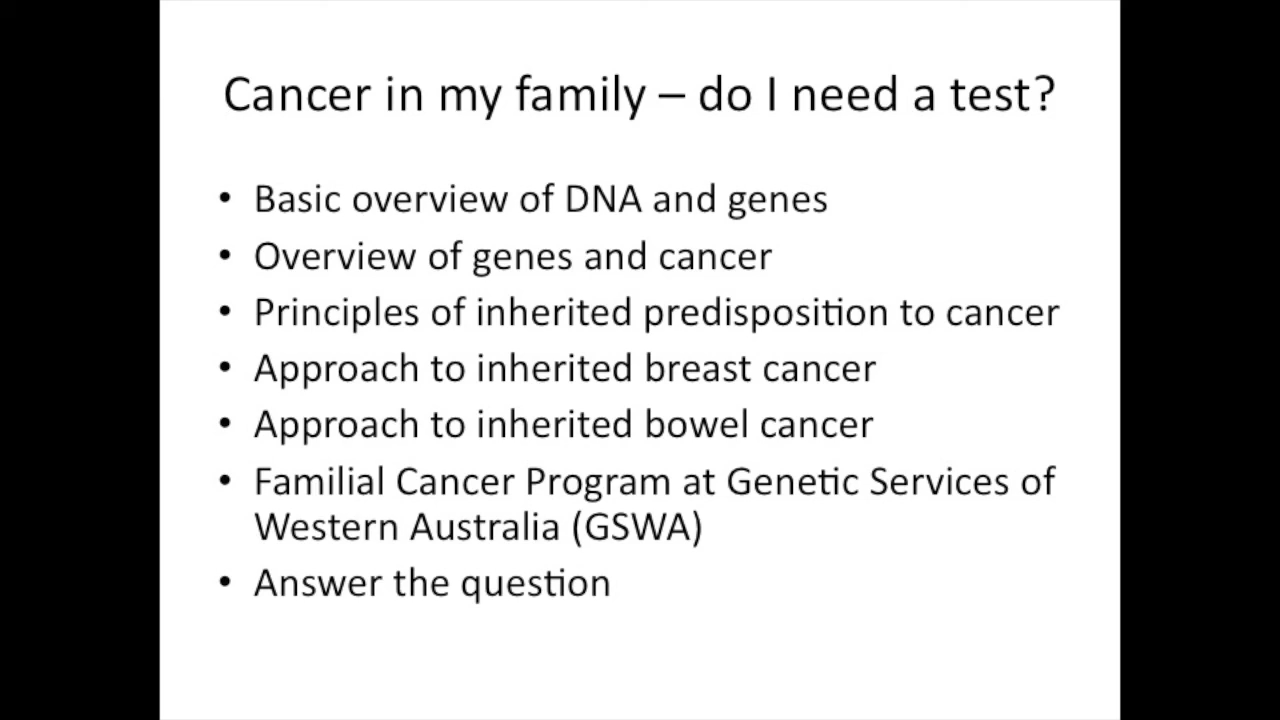 Cancer in my family – do I need a test?
• Basic overview of DNA and genes
• Overview of genes and cancer
• Principles of inherited predisposition to cancer
• Approach to inherited breast cancer
• Approach to inherited bowel cancer
• Familial Cancer Program at Genetic Services of
Western Australia (GSWA)
• Answer the question